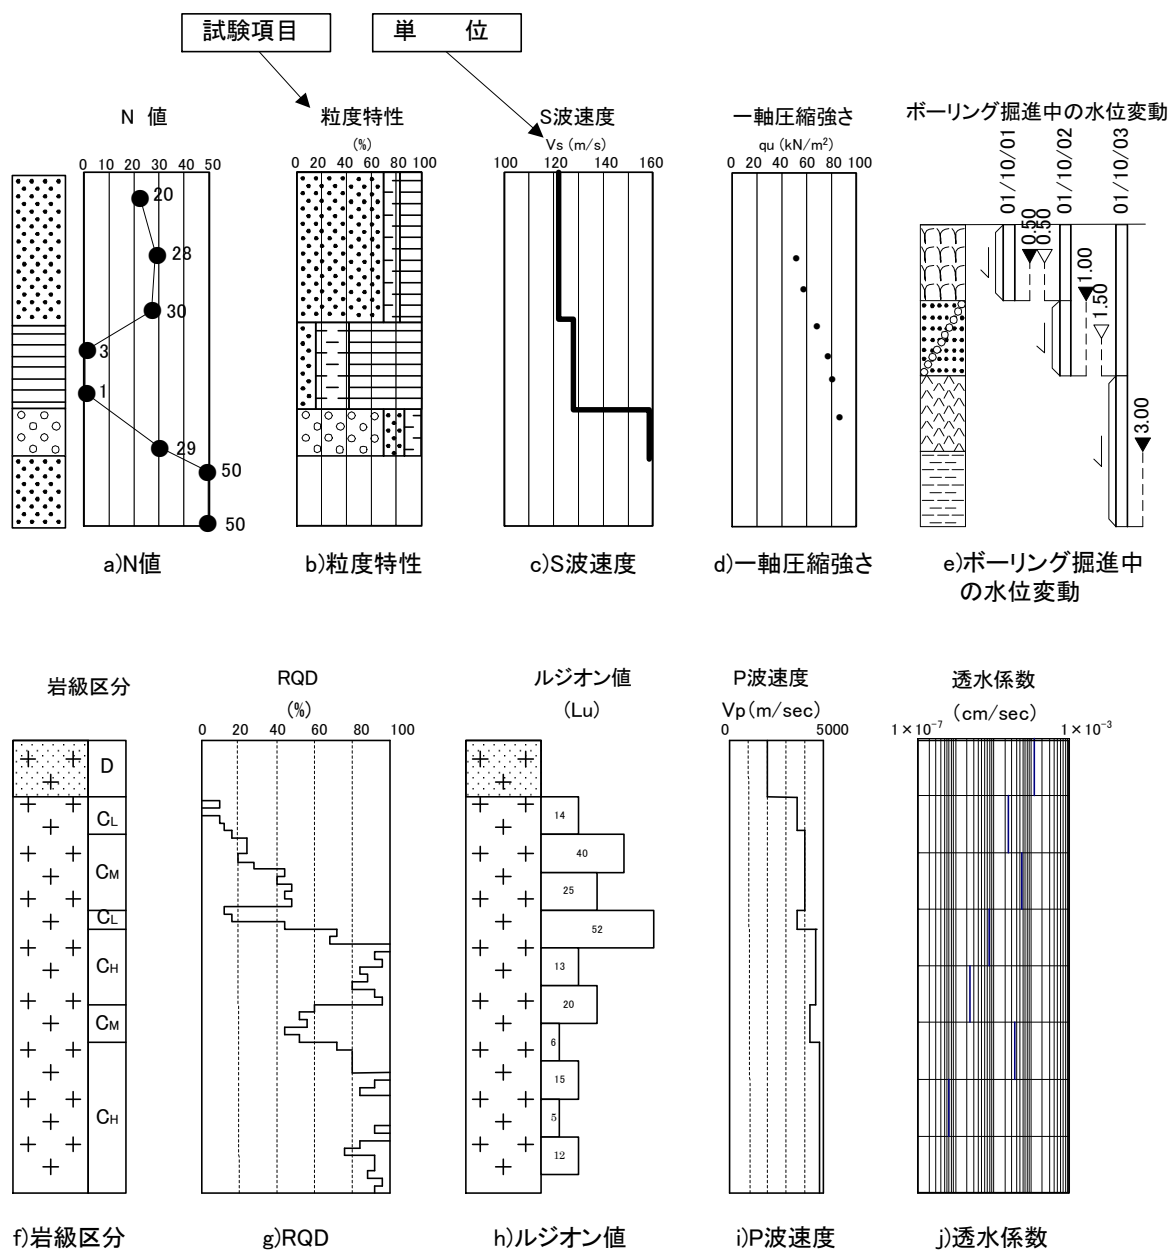 試験項目
単 位
N 値
粒度特性
(%)
S波速度
Vs (m/s)
一軸圧縮強さ
qu (kN/m²)
ボーリング掘進中の水位変動
0 10 20 30 40 50
0 20 40 60 80 100
100 120 140 160
0 20 40 60 80 100
01/10/01
01/10/02
01/10/03
20
28
30
3
1
29
50
50
0.50
0.50
1.00
1.50
3.00
a)N値
b)粒度特性
c)S波速度
d)一軸圧縮強さ
e)ボーリング掘進中
の水位変動
岩級区分
RQD
(%)
ルジオン値
(Lu)
P波速度
Vp(m/sec)
透水係数
(cm/sec)
0 20 40 60 80 100
0 5000
1×10⁻⁷ 1×10⁻³
D
CL
CM
CL
CH
CM
CH
14
40
25
52
13
20
6
15
5
12
f)岩級区分
g)RQD
h)ルジオン値
i)P波速度
j)透水係数